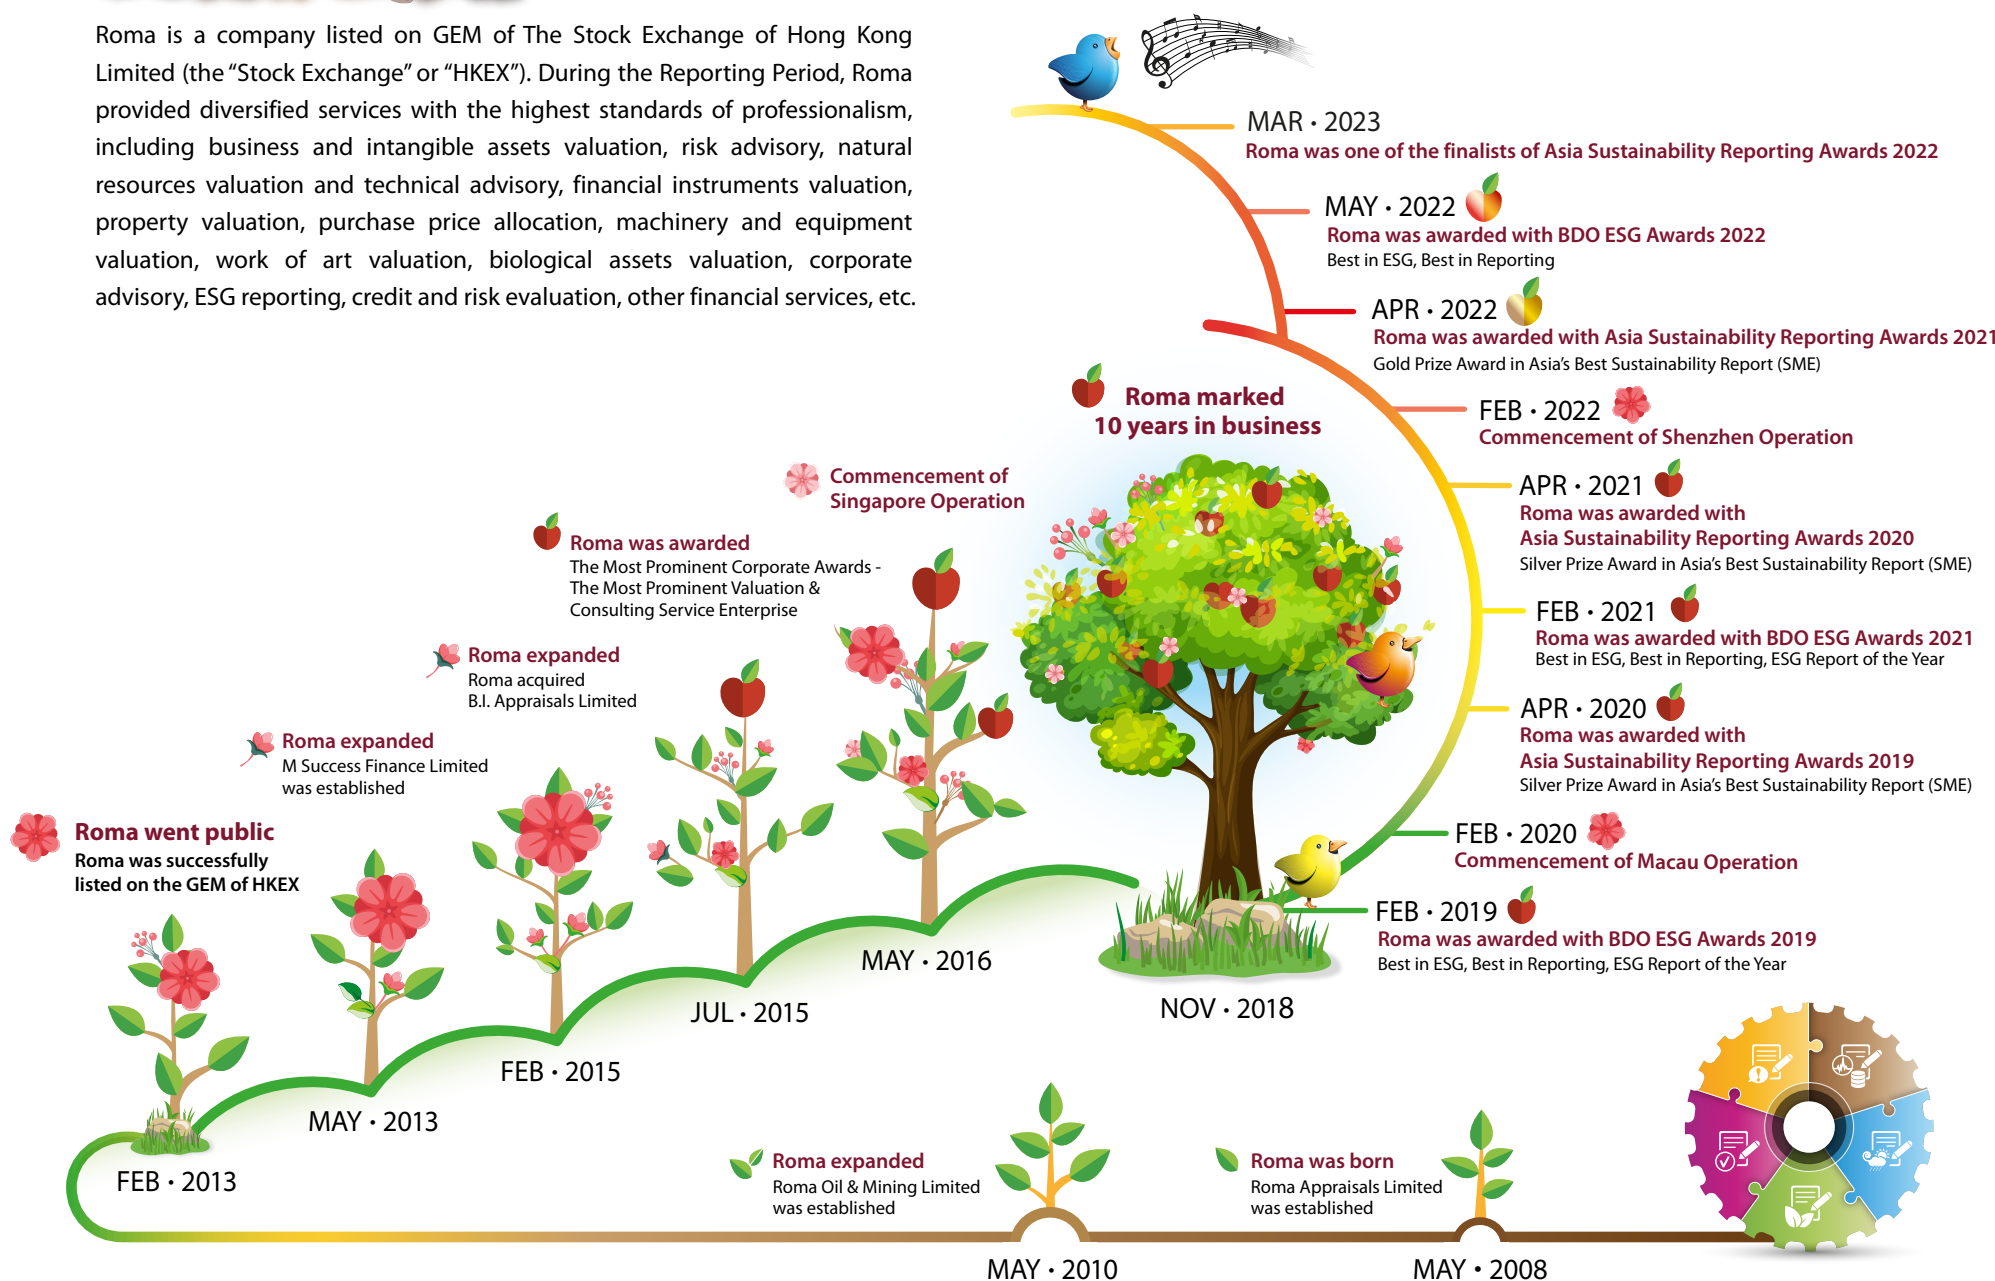 Roma is a company listed on GEM of The Stock Exchange of Hong Kong
Limited (the “Stock Exchange” or “HKEX”). During the Reporting Period, Roma
provided diversified services with the highest standards of professionalism,
including business and intangible assets valuation, risk advisory, natural
resources valuation and technical advisory, financial instruments valuation,
property valuation, purchase price allocation, machinery and equipment
valuation, work of art valuation, biological assets valuation, corporate
advisory, ESG reporting, credit and risk evaluation, other financial services, etc.
MAR • 2023
Roma was one of the finalists of Asia Sustainability Reporting Awards 2022
MAY • 2022
Roma was awarded with BDO ESG Awards 2022
Best in ESG, Best in Reporting
APR • 2022
Roma was awarded with Asia Sustainability Reporting Awards 2021
Gold Prize Award in Asia’s Best Sustainability Report (SME)
FEB • 2022
Commencement of Shenzhen Operation
APR • 2021
Roma was awarded with
Asia Sustainability Reporting Awards 2020
Silver Prize Award in Asia’s Best Sustainability Report (SME)
FEB • 2021
Roma was awarded with BDO ESG Awards 2021
Best in ESG, Best in Reporting, ESG Report of the Year
APR • 2020
Roma was awarded with
Asia Sustainability Reporting Awards 2019
Silver Prize Award in Asia’s Best Sustainability Report (SME)
FEB • 2020
Commencement of Macau Operation
FEB • 2019
Roma was awarded with BDO ESG Awards 2019
Best in ESG, Best in Reporting, ESG Report of the Year
Roma marked
10 years in business
NOV • 2018
Commencement of
Singapore Operation
MAY • 2016
Roma was awarded
The Most Prominent Corporate Awards -
The Most Prominent Valuation &
Consulting Service Enterprise
JUL • 2015
Roma expanded
Roma acquired
B.I. Appraisals Limited
FEB • 2015
Roma expanded
M Success Finance Limited
was established
MAY • 2013
Roma went public
Roma was successfully
listed on the GEM of HKEX
FEB • 2013
Roma expanded
Roma Oil & Mining Limited
was established
MAY • 2010
Roma was born
Roma Appraisals Limited
was established
MAY • 2008